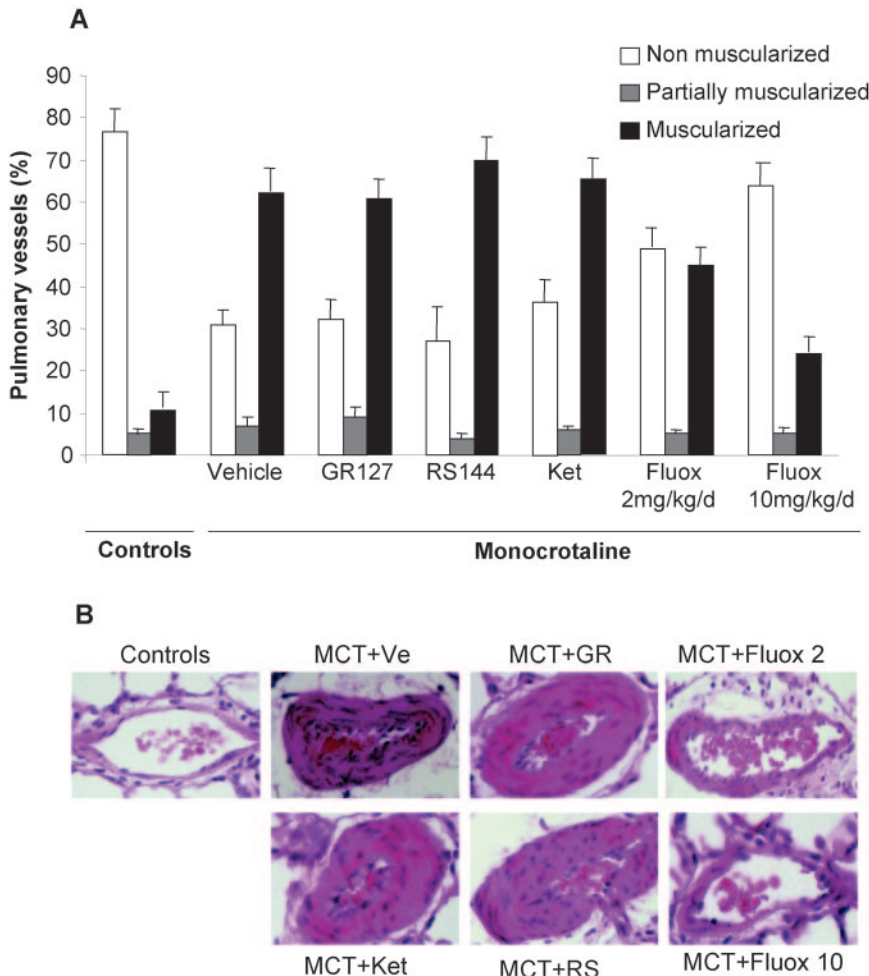 A
Non muscularized
Partially muscularized
Muscularized
Pulmonary vessels (%)
90
80
70
60
50
40
30
20
10
0
Vehicle GR127 RS144 Ket Fluox Fluox
2mg/kg/d 10mg/kg/d
Controls Monocrotaline
B
Controls MCT+Ve MCT+GR MCT+Fluox 2
MCT+Ket MCT+RS MCT+Fluox 10